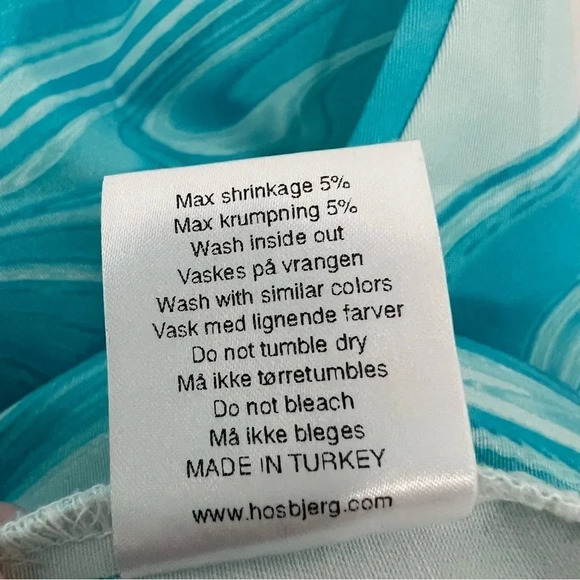 Max shrinkage 5%
Max krumpning 5%
Wash inside out
Vaskes på vrangen
Wash with similar colors
Vask med lignende farver
Do not tumble dry
Må ikke tørretumbles
Do not bleach
Må ikke bleges
MADE IN TURKEY
www.hosbjerg.com